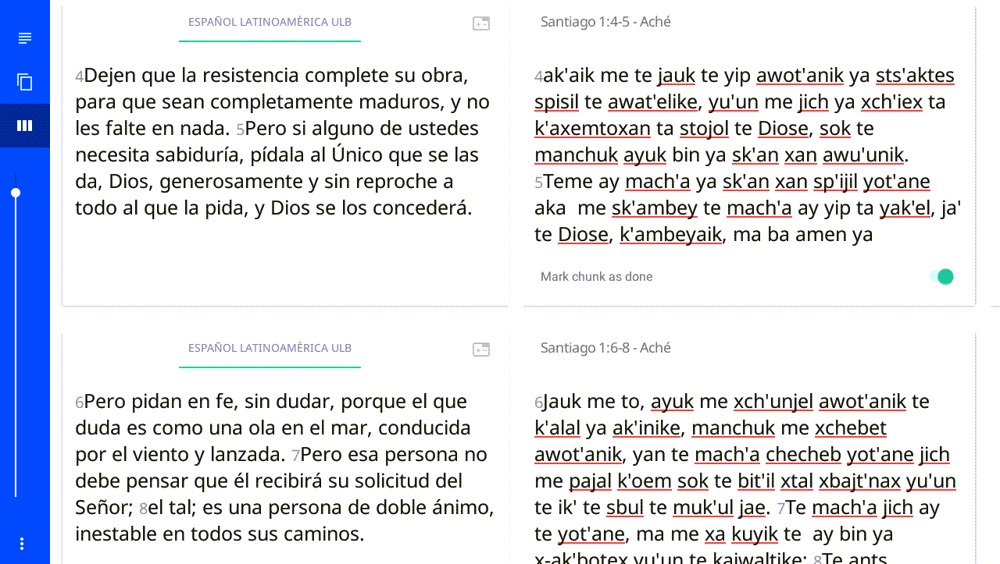 ESPAÑOL LATINOAMÉRICA ULB
4Dejen que la resistencia complete su obra,
para que sean completamente maduros, y no
les falte en nada. 5Pero si alguno de ustedes
necesita sabiduría, pídala al Único que se las
da, Dios, generosamente y sin reproche a
todo al que la pida, y Dios se los concederá.
Santiago 1:4-5 - Aché
4ak'aik me te jauk te yip awot'anik ya sts'aktes
spisil te awat'elike, yu'un me jich ya xch'iex ta
k'axemtoxan ta stojol te Diose, sok te
manchuk ayuk bin ya sk'an xan awu'unik.
5Teme ay mach'a ya sk'an xan sp'ijil yot'ane
aka  me sk'ambey te mach'a ay yip ta yak'el, ja'
te Diose, k'ambeyaik, ma ba amen ya
Mark chunk as done
ESPAÑOL LATINOAMÉRICA ULB
6Pero pidan en fe, sin dudar, porque el que
duda es como una ola en el mar, conducida
por el viento y lanzada. 7Pero esa persona no
debe pensar que él recibirá su solicitud del
Señor; 8el tal; es una persona de doble ánimo,
inestable en todos sus caminos.
Santiago 1:6-8 - Aché
6Jauk me to, ayuk me xch'unjel awot'anik te
k'alal ya ak'inike, manchuk me xchebet
awot'anik, yan te mach'a checheb yot'ane jich
me pajal k'oem sok te bit'il xtal xbajt'nax yu'un
te ik' te sbul te muk'ul jae. 7Te mach'a jich ay
te yot'ane, ma me xa kuyik te  ay bin ya
x-ak'botex yu'un te kajwaltike; 8Te ants